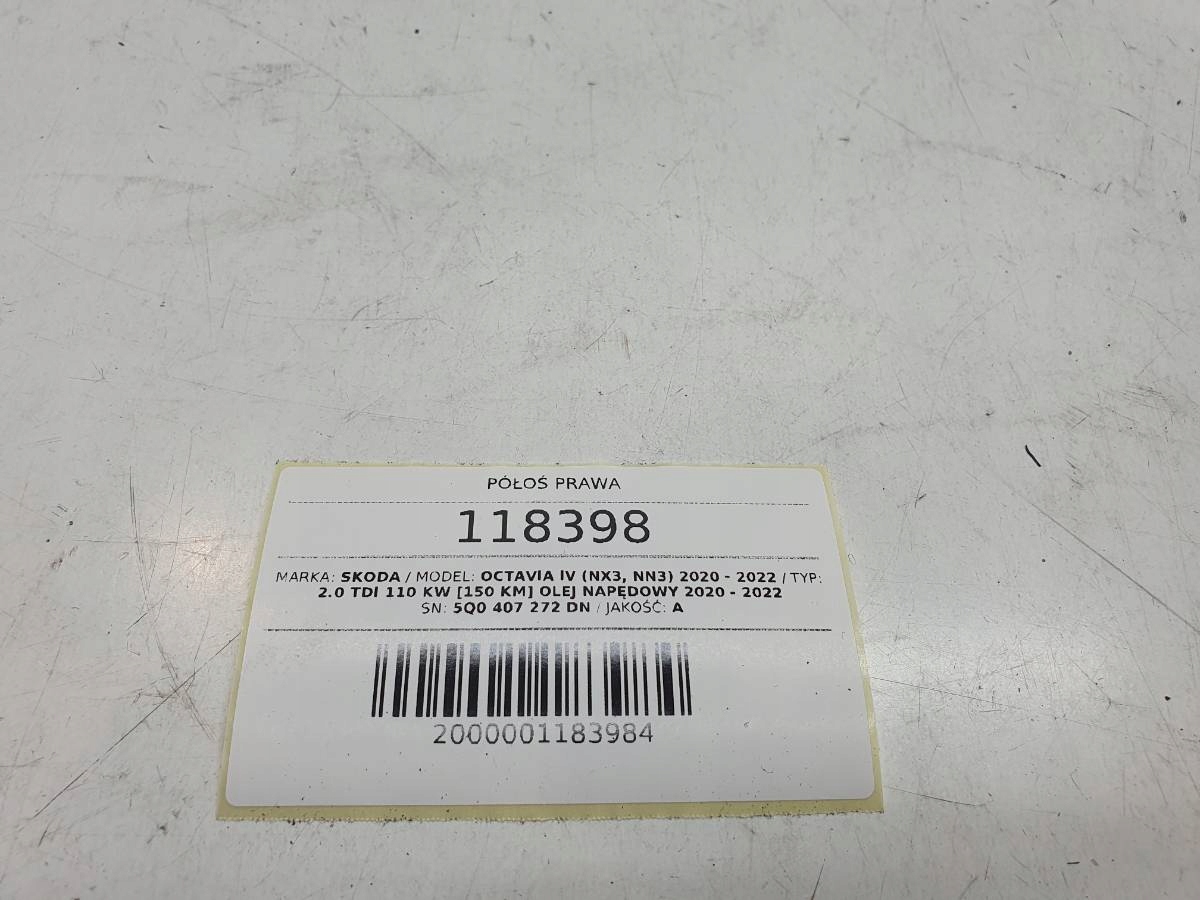 PÓŁOŚ PRAWA
118398
MARKA: SKODA / MODEL: OCTAVIA IV (NX3, NN3) 2020 - 2022 / TYP:
2.0 TDI 110 KW [150 KM] OLEJ NAPĘDOWY 2020 - 2022
SN: 5Q0 407 272 DN / JAKOŚĆ: A
2000001183984